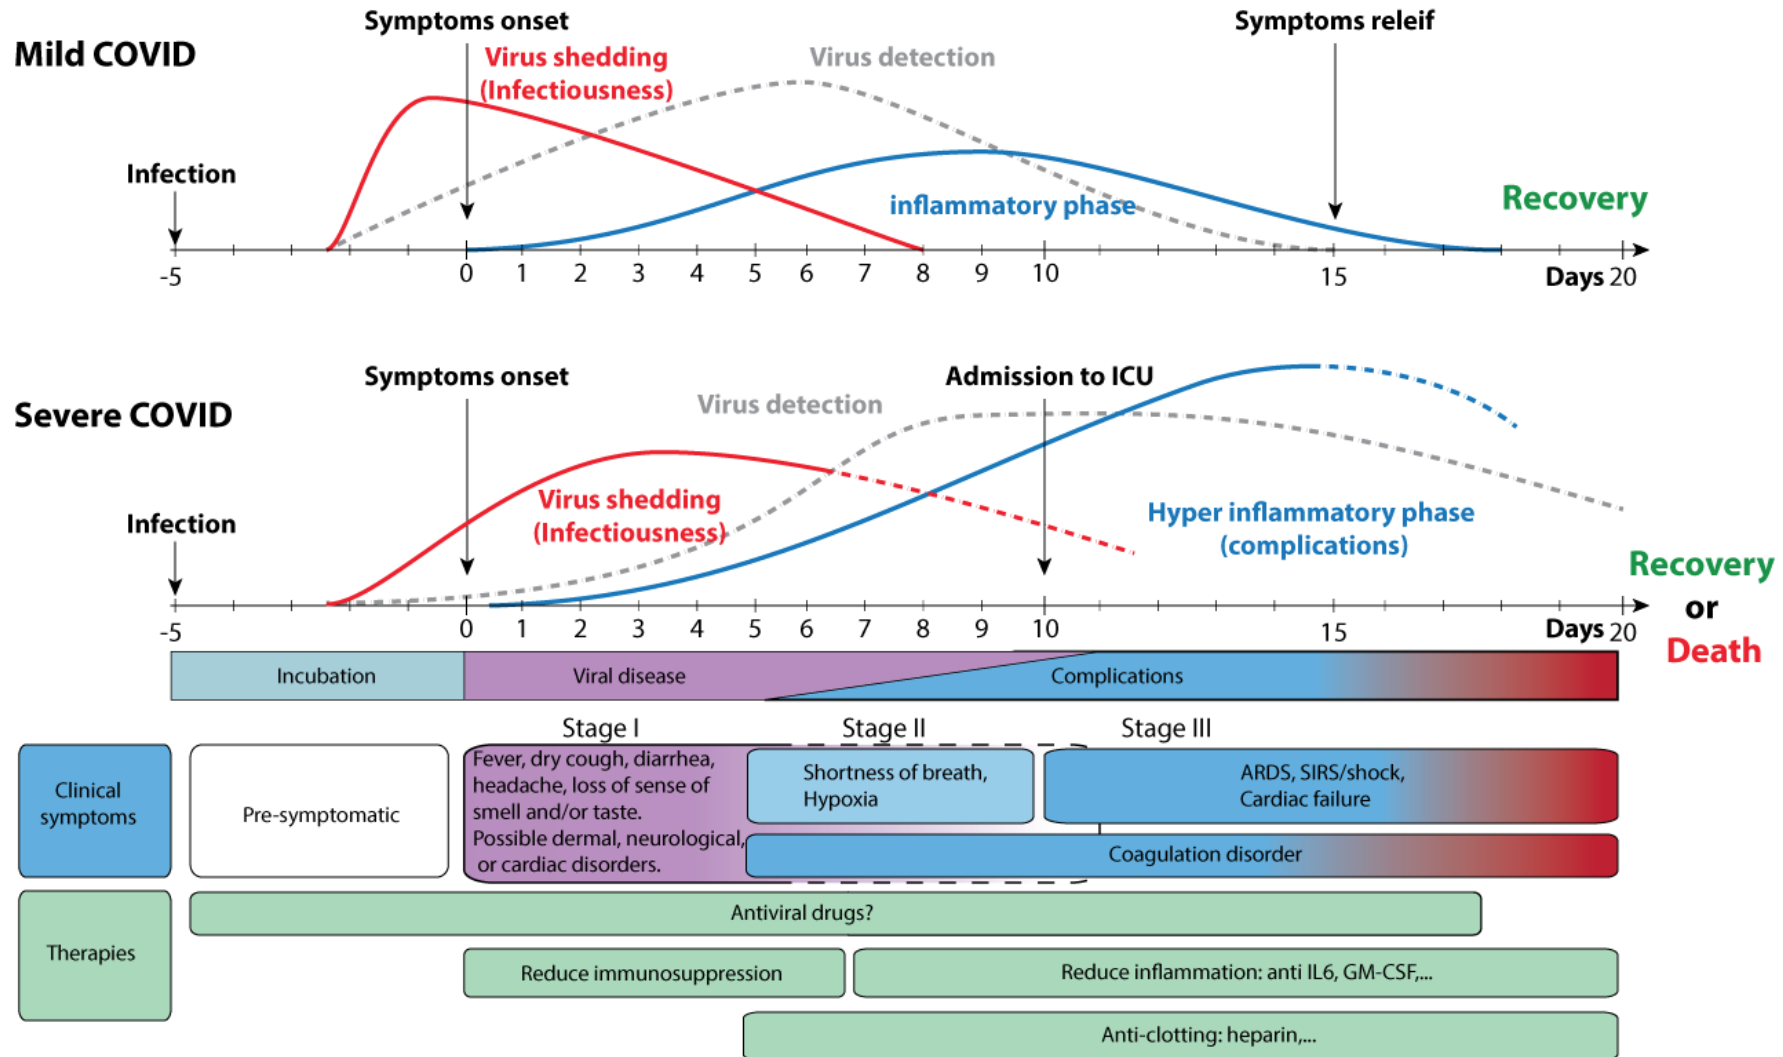 Mild COVID
Symptoms onset
Symptoms releif
Virus shedding
(Infectiousness)
Virus detection
Infection
inflammatory phase
Recovery
-5
0
1
2
3
4
5
6
7
8
9
10
15
Days 20
Severe COVID
Symptoms onset
Admission to ICU
Virus detection
Virus shedding
(Infectiousness)
Infection
Hyper inflammatory phase
(complications)
Recovery
or
Death
-5
0
1
2
3
4
5
6
7
8
9
10
15
Days 20
Incubation
Viral disease
Complications
Stage I
Stage II
Stage III
Clinical
symptoms
Pre-symptomatic
Fever, dry cough, diarrhea,
headache, loss of sense of
smell and/or taste.
Possible dermal, neurological,
or cardiac disorders.
Shortness of breath,
Hypoxia
ARDS, SIRS/shock,
Cardiac failure
Coagulation disorder
Therapies
Antiviral drugs?
Reduce immunosuppression
Reduce inflammation: anti IL6, GM-CSF,...
Anti-clotting: heparin,...